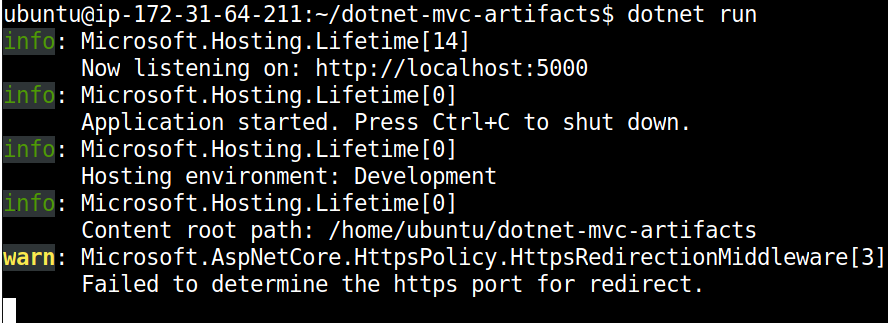 ubuntu@ip-172-31-64-211:~/dotnet-mvc-artifacts$ dotnet run
info: Microsoft.Hosting.Lifetime[14]
Now listening on: http://localhost:5000
info: Microsoft.Hosting.Lifetime[0]
Application started. Press Ctrl+C to shut down.
info: Microsoft.Hosting.Lifetime[0]
Hosting environment: Development
info: Microsoft.Hosting.Lifetime[0]
Content root path: /home/ubuntu/dotnet-mvc-artifacts
warn: Microsoft.AspNetCore.HttpsPolicy.HttpsRedirectionMiddleware[3]
Failed to determine the https port for redirect.